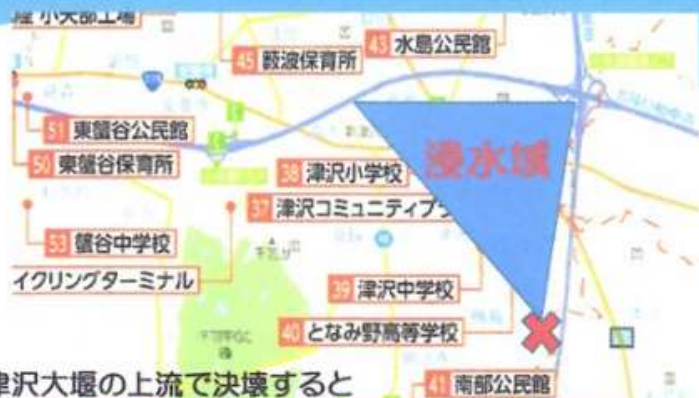 小矢部工場
45 藪波保育所
43 水島公民館
51 東蟹谷公民館
50 東蟹谷保育所
38 津沢小学校
浸水域
37 津沢コミュニティプ
53 蟹谷中学校
イクリングターミナル
39 津沢中学校
40 となみ野高等学校
津沢大堰の上流で決壊すると
41 南部公民館